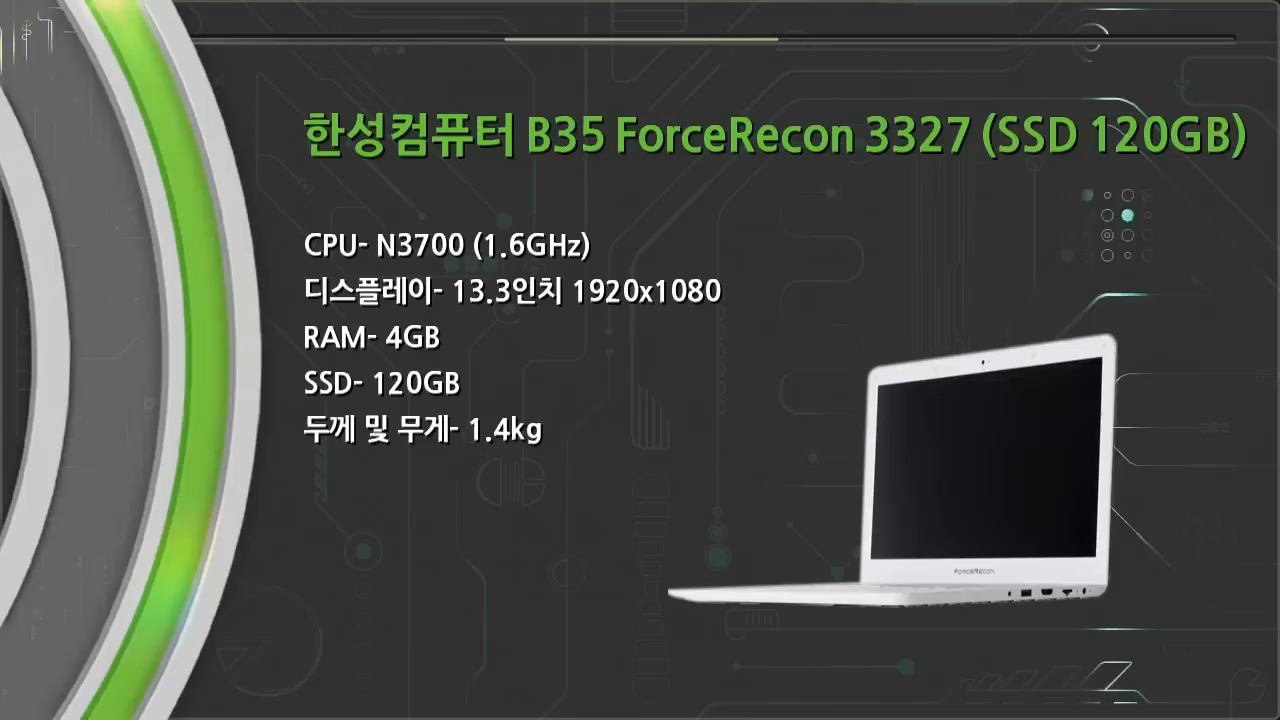 한성컴퓨터 B35 ForceRecon 3327 (SSD 120GB)
CPU- N3700 (1.6GHz)
디스플레이- 13.3인치 1920x1080
RAM- 4GB
SSD- 120GB
두께 및 무게- 1.4kg
FORCERECON